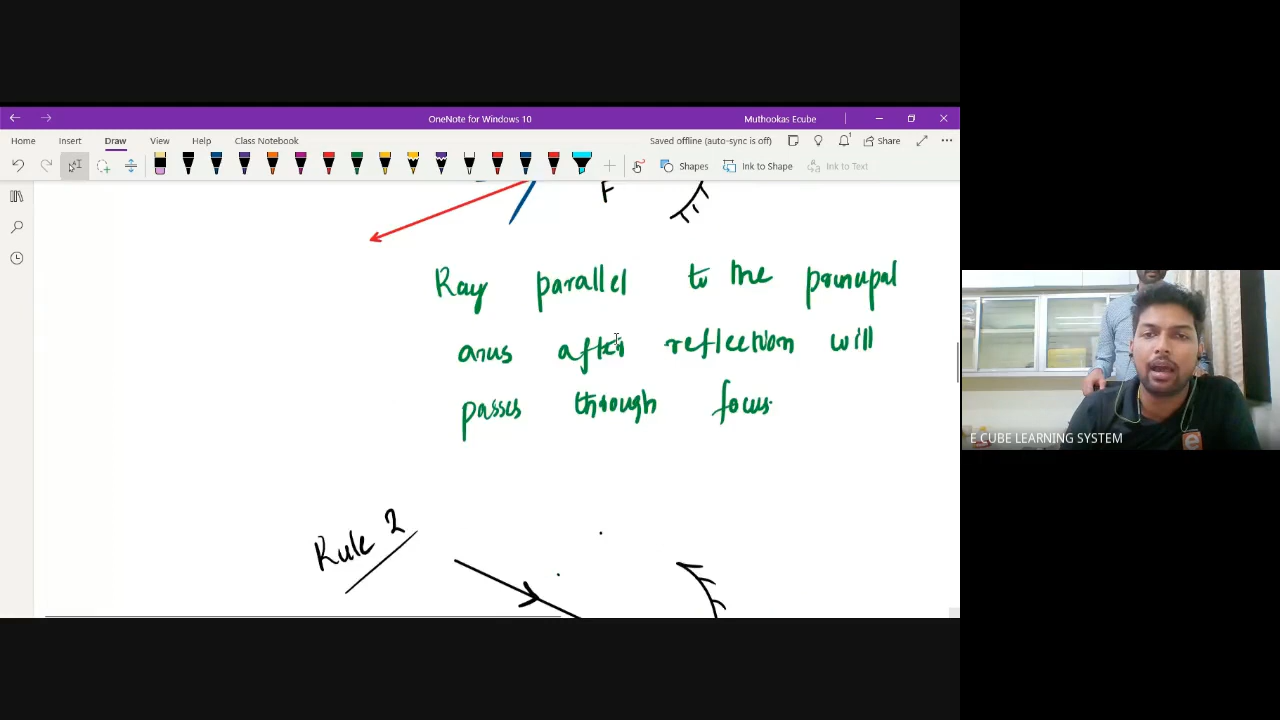 OneNote for Windows 10
Muthookas Ecube
Home Insert Draw View Help Class Notebook
Saved offline (auto-sync is off)
Share
Shapes
Ink to Shape
Ink to Text
F
Ray parallel to the principal
axis after reflection will
passes through focus.
Rule 2
E CUBE LEARNING SYSTEM